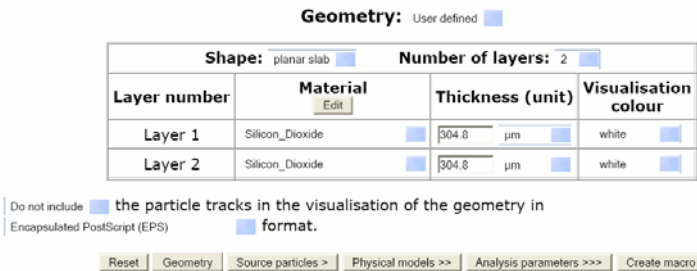 Geometry: User defined
Shape: planar slab Number of layers: 2
Layer number Material Edit Thickness (unit) Visualisation colour
Layer 1 Silicon_Dioxide 304.8 µm white
Layer 2 Silicon_Dioxide 304.8 µm white
Do not include the particle tracks in the visualisation of the geometry in
Encapsulated PostScript (EPS) format.
Reset Geometry Source particles > Physical models >> Analysis parameters >>> Create macro